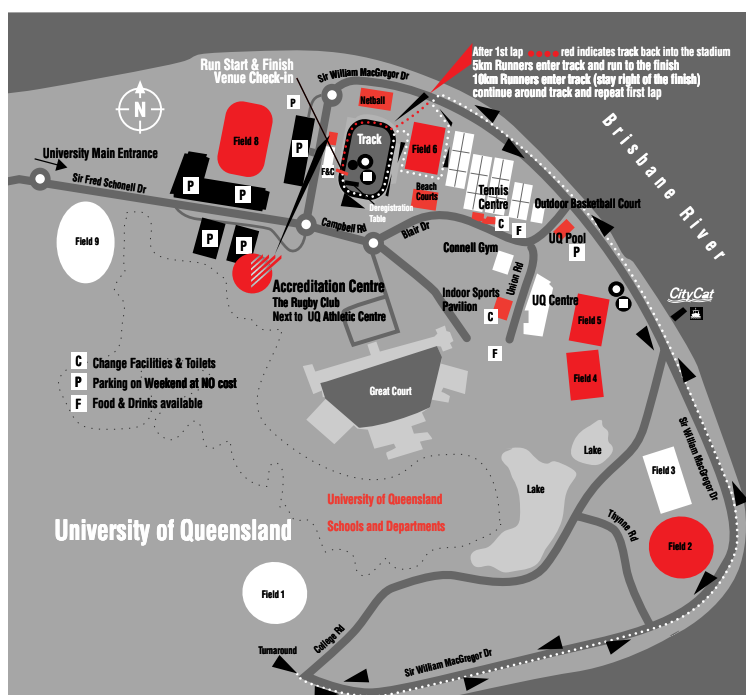 After 1st lap red indicates track back into the stadium
5km Runners enter track and run to the finish
10km Runners enter track (stay right of the finish)
continue around track and repeat first lap
Run Start & Finish
Venue Check-in
Sir William MacGregor Dr
N
P
Netball
Brisbane River
Field 8
P
Track
Field 6
University Main Entrance
F&C
Tennis
Centre
P
P
Sir Fred Schonell Dr
Beach
Courts
Outdoor Basketball Court
Deregistration
Table
C
F
Campbell Rd
Blair Dr
Field 9
P
P
Connell Gym
UQ Pool
P
Union Rd
Accreditation Centre
The Rugby Club
Next to UQ Athletic Centre
Indoor Sports
Pavilion
C
UQ Centre
CityCat
Field 5
F
C Change Facilities & Toilets
P Parking on Weekend at NO cost
F Food & Drinks available
Great Court
Field 4
Sir William MacGregor Dr
Lake
Field 3
Lake
University of Queensland
Schools and Departments
University of Queensland
Thynne Rd
Field 2
Field 1
College Rd
Turnaround
Sir William MacGregor Dr